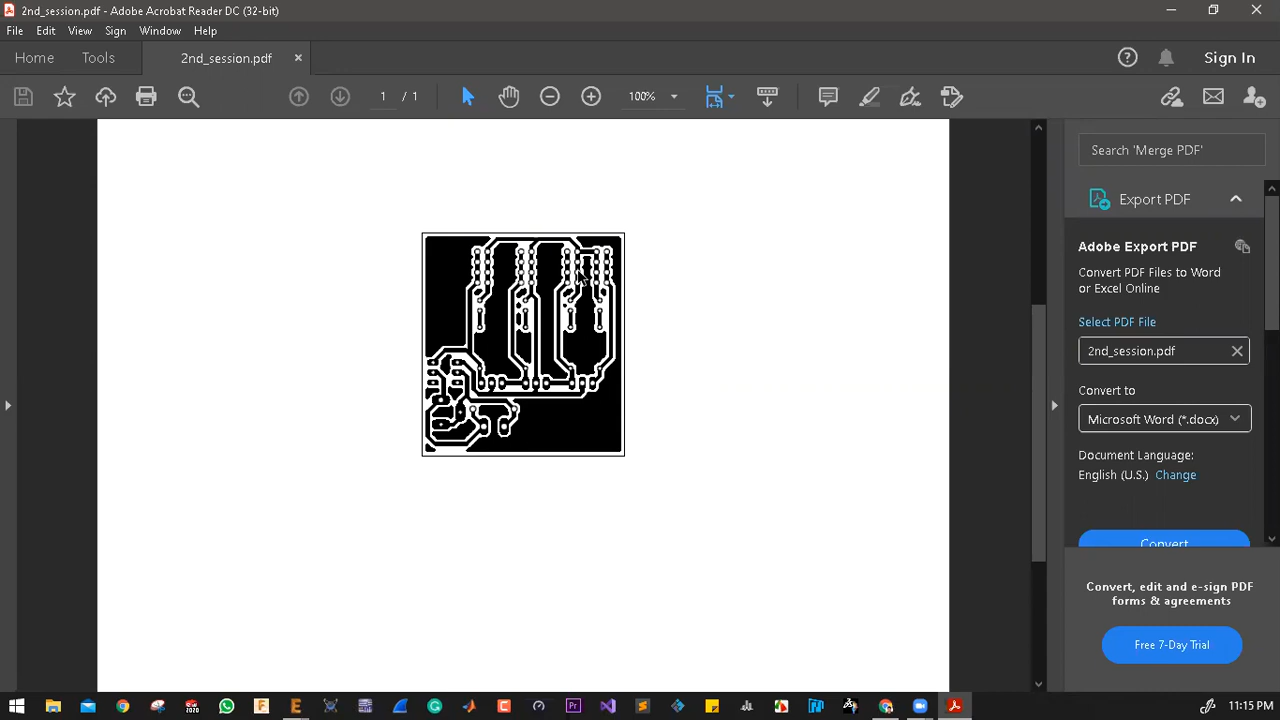 2nd_session.pdf - Adobe Acrobat Reader DC (32-bit)
File Edit View Sign Window Help
Home Tools 2nd_session.pdf × Sign In
1 / 1 100%
Search 'Merge PDF'
Export PDF
Adobe Export PDF
Convert PDF Files to Word
or Excel Online
Select PDF File
2nd_session.pdf
Convert to
Microsoft Word (*.docx)
Document Language:
English (U.S.) Change
Convert
Convert, edit and e-sign PDF
forms & agreements
Free 7-Day Trial
11:15 PM